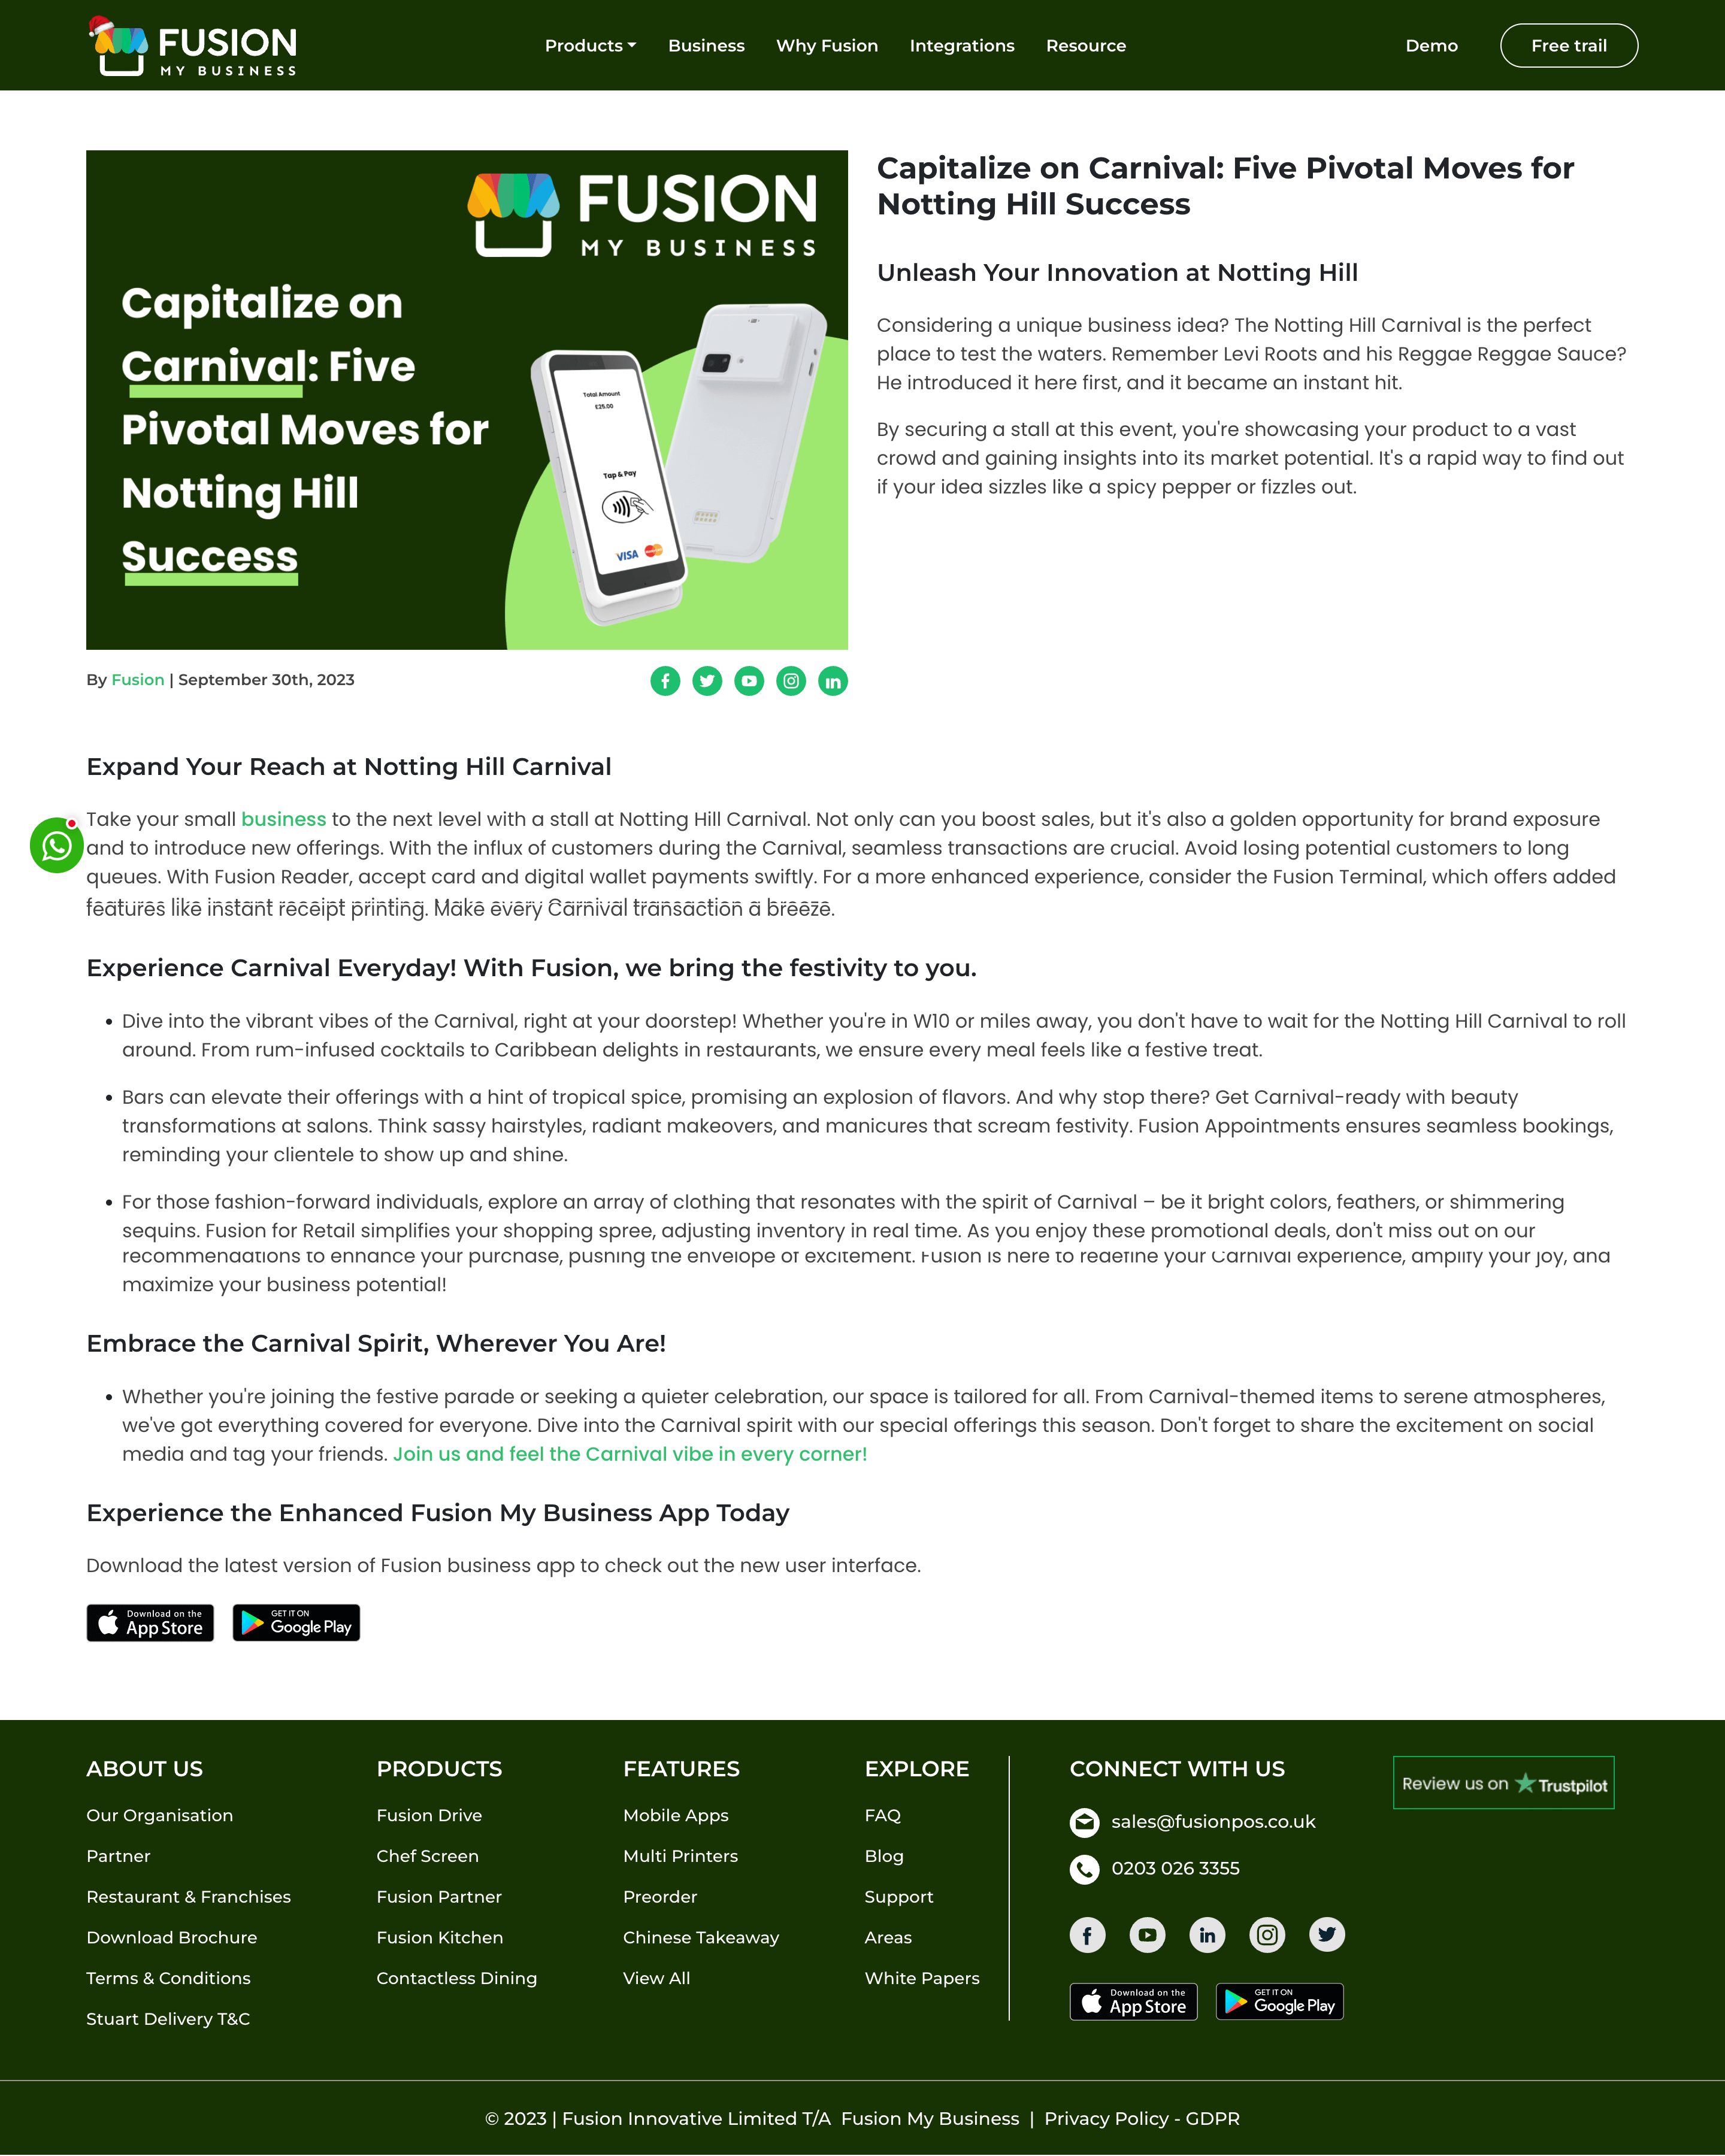 FUSION
MY BUSINESS
Products
Business
Why Fusion
Integrations
Resource
Demo
Free trail
FUSION
MY BUSINESS
Capitalize on
Carnival: Five
Pivotal Moves for
Notting Hill
Success
Total Amount
£25.00
Tap & Pay
VISA
By Fusion | September 30th, 2023
Capitalize on Carnival: Five Pivotal Moves for
Notting Hill Success
Unleash Your Innovation at Notting Hill
Considering a unique business idea? The Notting Hill Carnival is the perfect
place to test the waters. Remember Levi Roots and his Reggae Reggae Sauce?
He introduced it here first, and it became an instant hit.
By securing a stall at this event, you're showcasing your product to a vast
crowd and gaining insights into its market potential. It's a rapid way to find out
if your idea sizzles like a spicy pepper or fizzles out.
Expand Your Reach at Notting Hill Carnival
Take your small business to the next level with a stall at Notting Hill Carnival. Not only can you boost sales, but it's also a golden opportunity for brand exposure
and to introduce new offerings. With the influx of customers during the Carnival, seamless transactions are crucial. Avoid losing potential customers to long
queues. With Fusion Reader, accept card and digital wallet payments swiftly. For a more enhanced experience, consider the Fusion Terminal, which offers added
features like instant receipt printing. Make every Carnival transaction a breeze.
Experience Carnival Everyday! With Fusion, we bring the festivity to you.
Dive into the vibrant vibes of the Carnival, right at your doorstep! Whether you're in W10 or miles away, you don't have to wait for the Notting Hill Carnival to roll
around. From rum-infused cocktails to Caribbean delights in restaurants, we ensure every meal feels like a festive treat.
Bars can elevate their offerings with a hint of tropical spice, promising an explosion of flavors. And why stop there? Get Carnival-ready with beauty
transformations at salons. Think sassy hairstyles, radiant makeovers, and manicures that scream festivity. Fusion Appointments ensures seamless bookings,
reminding your clientele to show up and shine.
For those fashion-forward individuals, explore an array of clothing that resonates with the spirit of Carnival – be it bright colors, feathers, or shimmering
sequins. Fusion for Retail simplifies your shopping spree, adjusting inventory in real time. As you enjoy these promotional deals, don't miss out on our
recommendations to enhance your purchase, pushing the envelope of excitement. Fusion is here to redefine your Carnival experience, amplify your joy, and
maximize your business potential!
Embrace the Carnival Spirit, Wherever You Are!
Whether you're joining the festive parade or seeking a quieter celebration, our space is tailored for all. From Carnival-themed items to serene atmospheres,
we've got everything covered for everyone. Dive into the Carnival spirit with our special offerings this season. Don't forget to share the excitement on social
media and tag your friends. Join us and feel the Carnival vibe in every corner!
Experience the Enhanced Fusion My Business App Today
Download the latest version of Fusion business app to check out the new user interface.
Download on the
App Store
GET IT ON
Google Play
ABOUT US
Our Organisation
Partner
Restaurant & Franchises
Download Brochure
Terms & Conditions
Stuart Delivery T&C
PRODUCTS
Fusion Drive
Chef Screen
Fusion Partner
Fusion Kitchen
Contactless Dining
FEATURES
Mobile Apps
Multi Printers
Preorder
Chinese Takeaway
View All
EXPLORE
FAQ
Blog
Support
Areas
White Papers
CONNECT WITH US
sales@fusionpos.co.uk
0203 026 3355
Download on the
App Store
GET IT ON
Google Play
Review us on Trustpilot
© 2023 | Fusion Innovative Limited T/A Fusion My Business | Privacy Policy - GDPR